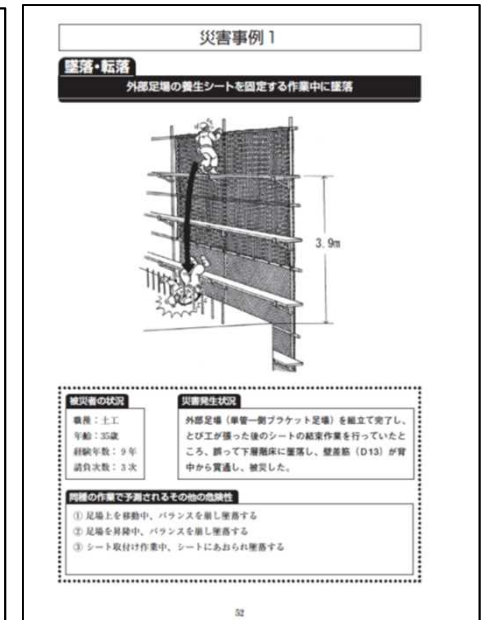 災害事例1
墜落・転落
外部足場の養生シートを固定する作業中に墜落
3.9m
被災者の状況
職種：土工
年齢：35歳
経験年数：9年
請負次数：3次
災害発生状況
外部足場（単管一側ブラケット足場）を組立て完了し、
とび工が張った後のシートの結束作業を行っていたと
ころ、誤って下層階床に墜落し、壁差筋（D13）が背
中から貫通し、被災した。
同種の作業で予測されるその他の危険性
① 足場上を移動中、バランスを崩し墜落する
② 足場を昇降中、バランスを崩し墜落する
③ シート取付け作業中、シートにあおられ墜落する
52